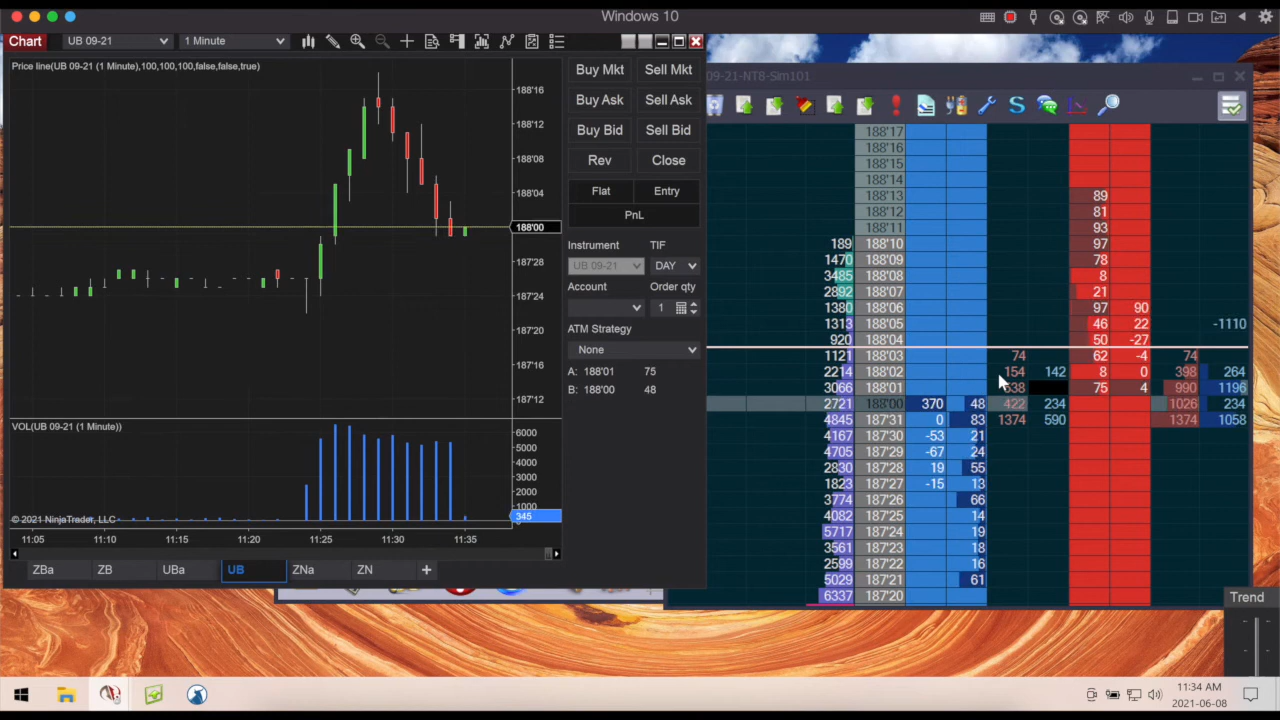 Windows 10
Chart UB 09-21 1 Minute
Price line(UB 09-21 (1 Minute),100,100,100,false,false,true)
188'16
188'12
188'08
188'04
188'00
187'28
187'24
187'20
187'16
187'12
VOL(UB 09-21 (1 Minute))
6000
5000
4000
3000
2000
1000
345
© 2021 NinjaTrader, LLC
11:05 11:10 11:15 11:20 11:25 11:30 11:35
ZBa ZB UBa UB ZNa ZN +
Buy Mkt Sell Mkt
Buy Ask Sell Ask
Buy Bid Sell Bid
Rev Close
Flat Entry
PnL
Instrument TIF
UB 09-21 DAY
Account Order qty
1
ATM Strategy
None
A: 188'01 75
B: 188'00 48
09-21-NT8-Sim101
188'17
188'16
188'15
188'14
188'13 89
188'12 81
188'11 93
189 188'10 97
1470 188'09 78
3485 188'08 8
2892 188'07 21
1380 188'06 97 90
1313 188'05 46 22 -1110
920 188'04 50 -27
1121 188'03 74 62 -4 74
2214 188'02 154 142 8 0 398 264
3066 188'01 75 4 990 1196
2721 188'00 370 48 422 234 1026 234
4845 187'31 0 83 1374 590 1374 1058
4167 187'30 -53 21
4705 187'29 -67 24
2830 187'28 19 55
1823 187'27 -15 13
3774 187'26 66
4082 187'25 14
5717 187'24 19
3561 187'23 18
2599 187'22 16
5029 187'21 61
6337 187'20
Trend
11:34 AM
2021-06-08